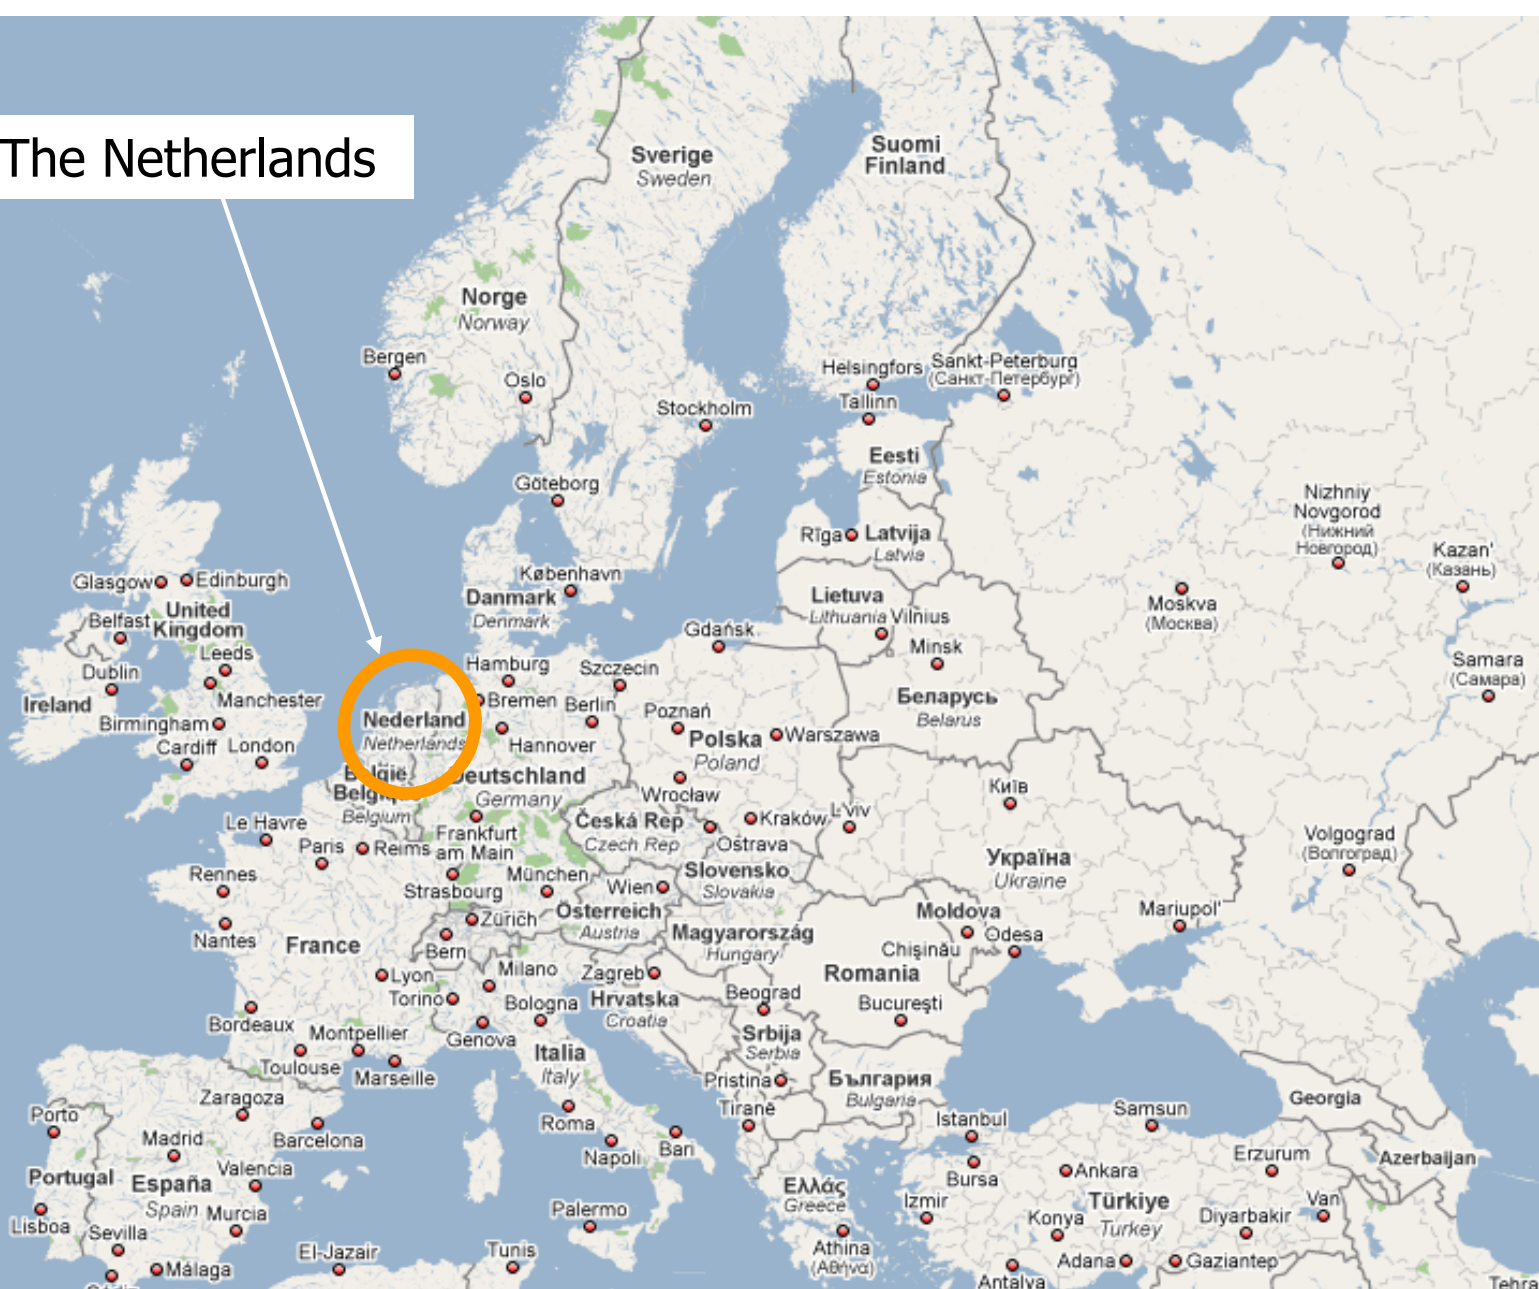 The Netherlands
Suomi
Finland
Sverige
Sweden
Norge
Norway
Bergen
Oslo
Helsingfors
Sankt-Peterburg
(Санкт-Петербург)
Tallinn
Stockholm
Eesti
Estonia
Göteborg
Nizhniy
Novgorod
(Нижний
Новгород)
Rīga
Latvija
Latvia
Kazan'
(Казань)
Glasgow
Edinburgh
København
Danmark
Denmark
Lietuva
Lithuania
Vilnius
Moskva
(Москва)
Belfast
United
Kingdom
Gdańsk
Minsk
Leeds
Hamburg
Szczecin
Samara
(Самара)
Dublin
Ireland
Manchester
Bremen
Berlin
Беларусь
Belarus
Birmingham
Nederland
Netherlands
Poznań
Cardiff
London
Hannover
Polska
Poland
Warszawa
België
Belgique
Belgium
Deutschland
Germany
Wrocław
Київ
Le Havre
Frankfurt
am Main
Česká Rep
Czech Rep
Kraków
L'viv
Ostrava
Volgograd
(Волгоград)
Paris
Reims
Rennes
Strasbourg
München
Wien
Slovensko
Slovakia
Україна
Ukraine
Nantes
France
Zürich
Bern
Österreich
Austria
Magyarország
Hungary
Moldova
Chişinău
Odesa
Mariupol'
Lyon
Milano
Zagreb
Romania
Torino
Bologna
Hrvatska
Croatia
Beograd
Bucureşti
Bordeaux
Montpellier
Genova
Italia
Italy
Srbija
Serbia
Toulouse
Marseille
Pristina
България
Bulgaria
Zaragoza
Georgia
Porto
Roma
Tiranë
Istanbul
Samsun
Madrid
Barcelona
Napoli
Bari
Erzurum
Azerbaijan
Portugal
España
Spain
Valencia
Ελλάς
Greece
Bursa
Ankara
Türkiye
Turkey
Lisboa
Sevilla
Murcia
Palermo
Izmir
Konya
Diyarbakir
Van
El-Jazair
Tunis
Athina
(Αθήνα)
Adana
Gaziantep
Málaga
Antalya
Tehra